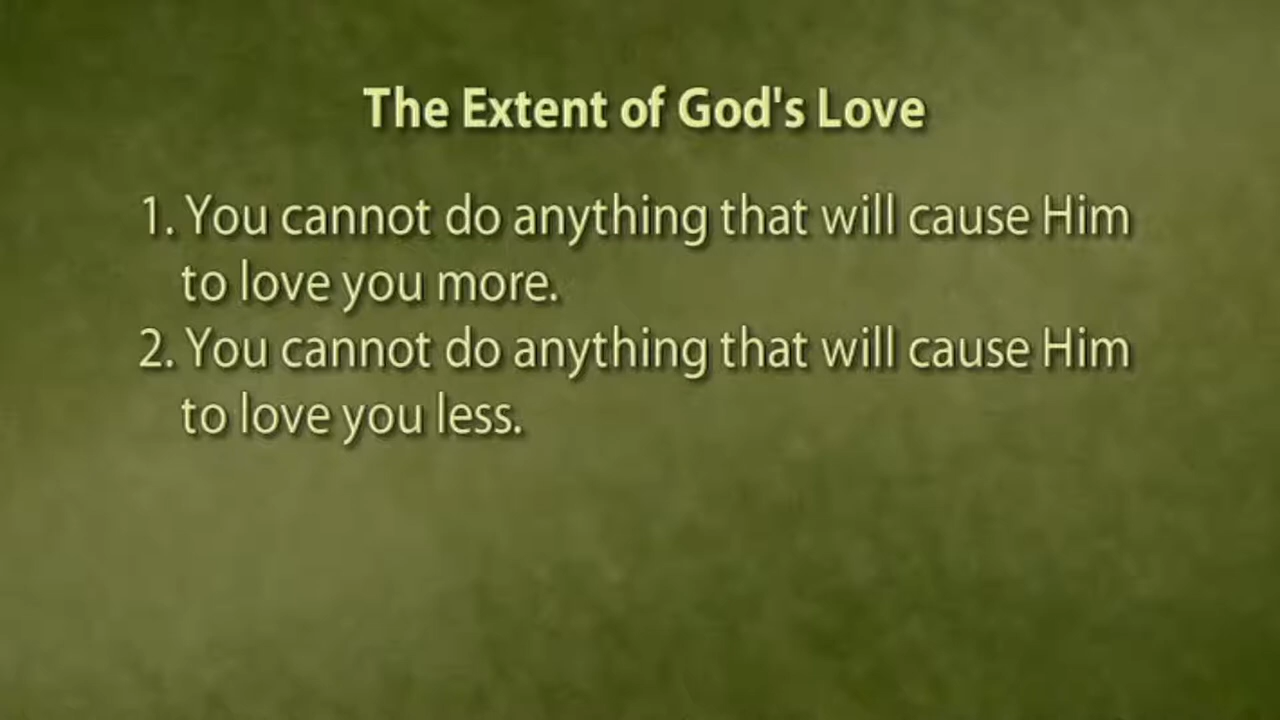 The Extent of God's Love
1. You cannot do anything that will cause Him
to love you more.
2. You cannot do anything that will cause Him
to love you less.